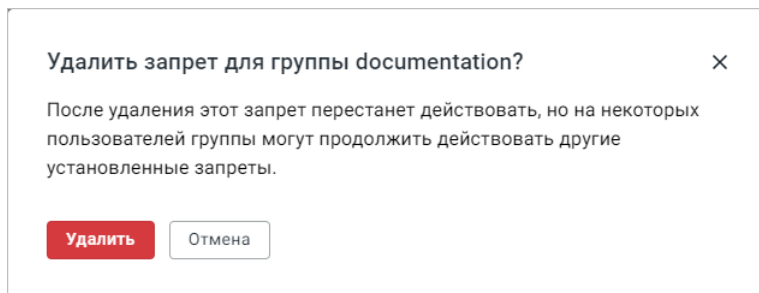 Удалить запрет для группы documentation?
После удаления этот запрет перестанет действовать, но на некоторых
пользователей группы могут продолжить действовать другие
установленные запреты.
Удалить
Отмена